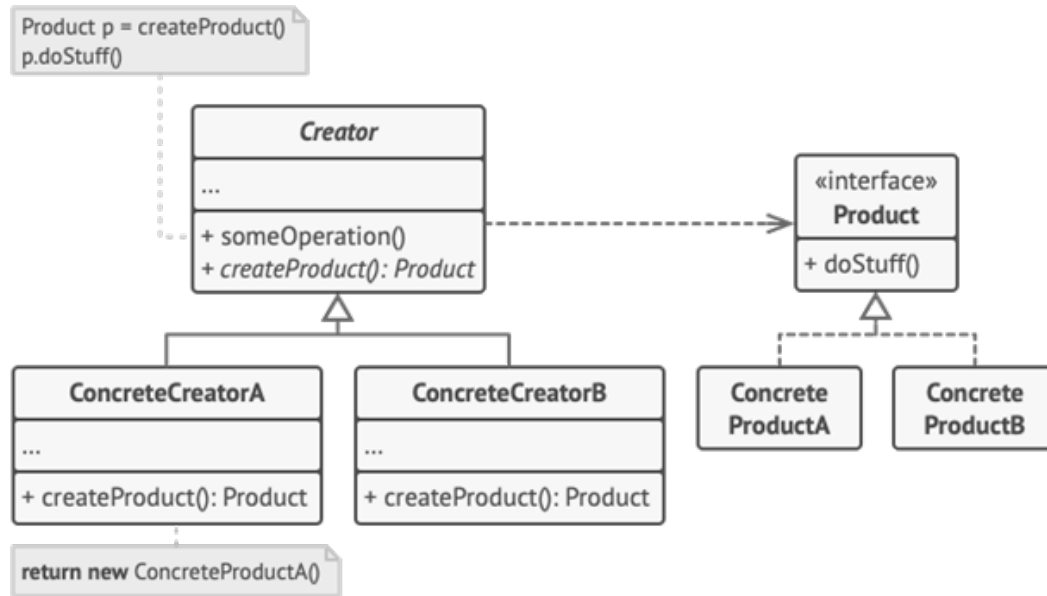 Product p = createProduct()
p.doStuff()
Creator
...
+ someOperation()
+ createProduct(): Product
«interface»
Product
+ doStuff()
ConcreteCreatorA
...
+ createProduct(): Product
ConcreteCreatorB
...
+ createProduct(): Product
Concrete
ProductA
Concrete
ProductB
return new ConcreteProductA()